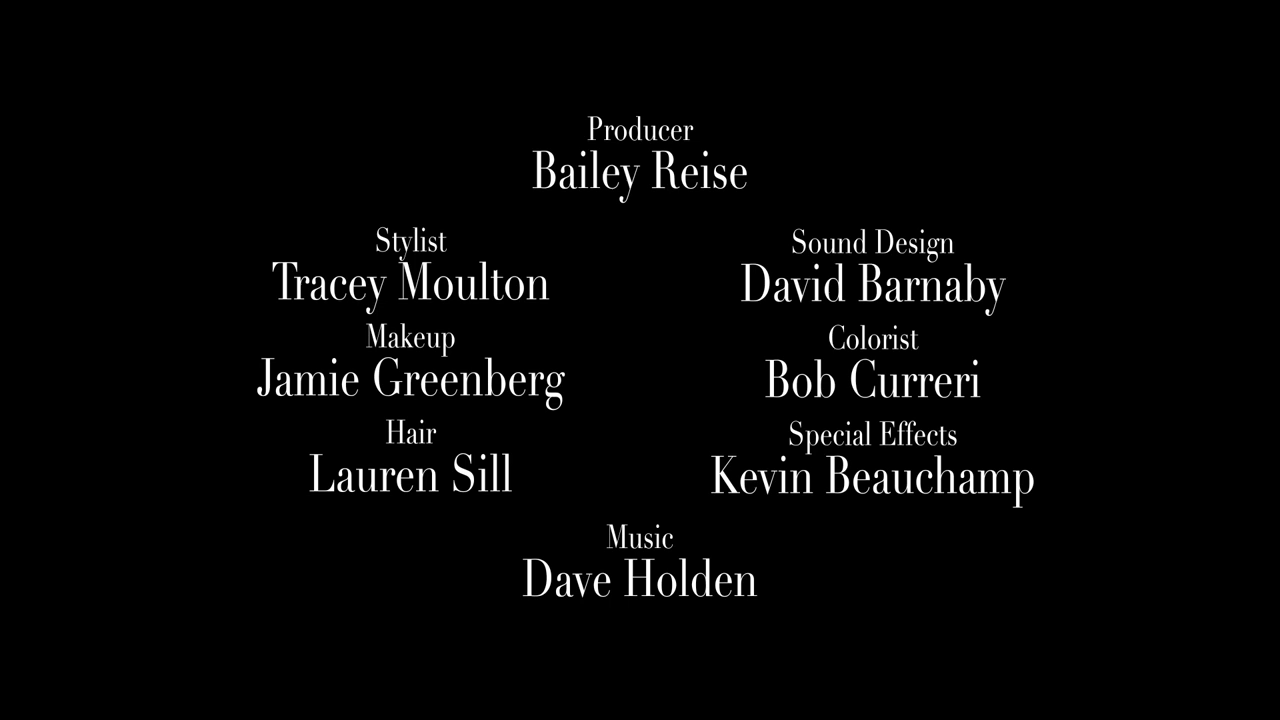 Producer
Bailey Reise
Stylist
Tracey Moulton
Makeup
Jamie Greenberg
Hair
Lauren Sill
Sound Design
David Barnaby
Colorist
Bob Curreri
Special Effects
Kevin Beauchamp
Music
Dave Holden